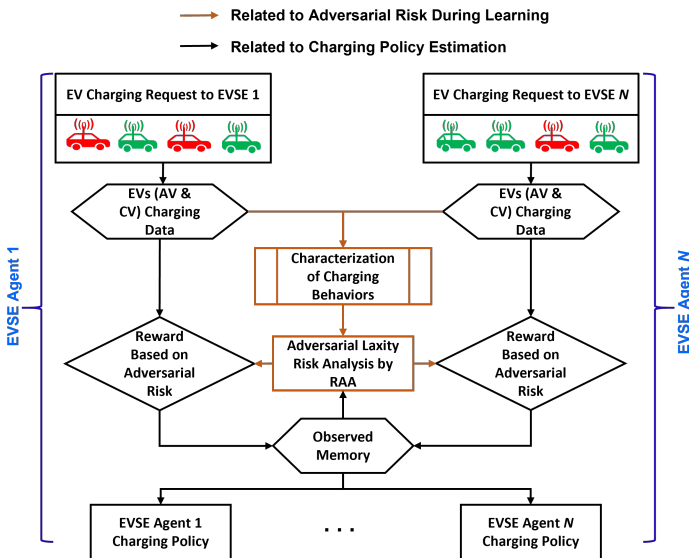 Related to Adversarial Risk During Learning
Related to Charging Policy Estimation
EV Charging Request to EVSE 1
EV Charging Request to EVSE N
EVs (AV &
CV) Charging
Data
EVs (AV &
CV) Charging
Data
Characterization
of Charging
Behaviors
EVSE Agent 1
EVSE Agent N
Reward
Based on
Adversarial
Risk
Adversarial Laxity
Risk Analysis by
RAA
Reward
Based on
Adversarial
Risk
Observed
Memory
EVSE Agent 1
Charging Policy
. . .
EVSE Agent N
Charging Policy